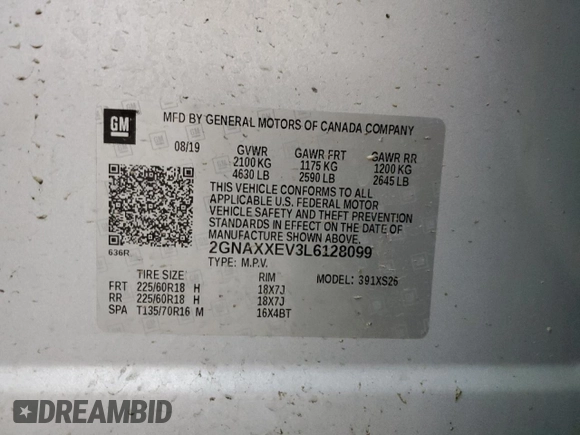 GM
MFD BY GENERAL MOTORS OF CANADA COMPANY
08/19 GVWR GAWR FRT GAWR RR
2100 KG 1175 KG 1200 KG
4630 LB 2590 LB 2645 LB
THIS VEHICLE CONFORMS TO ALL
APPLICABLE U.S. FEDERAL MOTOR
VEHICLE SAFETY AND THEFT PREVENTION
STANDARDS IN EFFECT ON THE DATE OF
MANUFACTURE SHOWN ABOVE.
636R 2GNAXXEV3L6128099
TYPE: M.P.V.
TIRE SIZE RIM MODEL: 391XS26
FRT 225/60R18 H 18X7J
RR 225/60R18 H 18X7J
SPA T135/70R16 M 16X4BT
DREAMBID